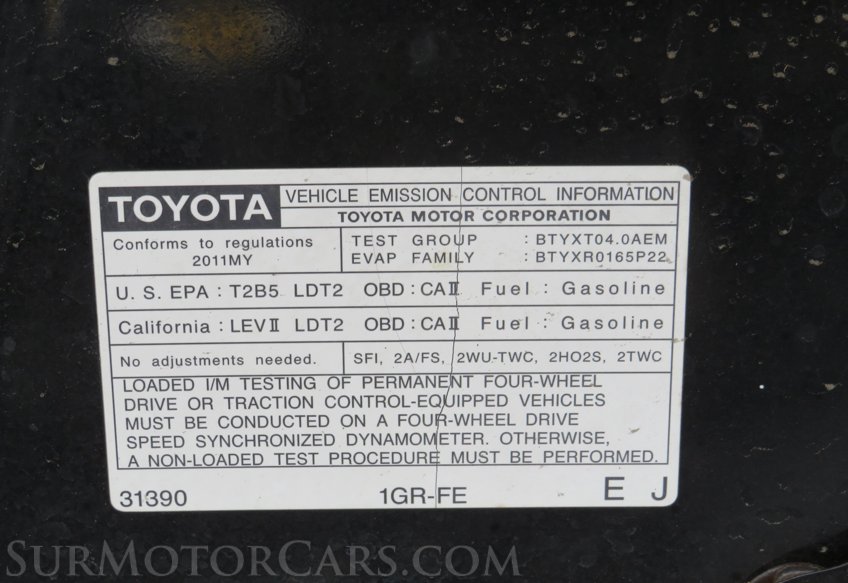 TOYOTA
VEHICLE EMISSION CONTROL INFORMATION
TOYOTA MOTOR CORPORATION
Conforms to regulations
2011MY
TEST GROUP : BTYXT04.0AEM
EVAP FAMILY : BTYXR0165P22
U. S. EPA : T2B5 LDT2 OBD : CAⅡ Fuel : Gasoline
California : LEVⅡ LDT2 OBD : CAⅡ Fuel : Gasoline
No adjustments needed.
SFI, 2A/FS, 2WU-TWC, 2HO2S, 2TWC
LOADED I/M TESTING OF PERMANENT FOUR-WHEEL
DRIVE OR TRACTION CONTROL-EQUIPPED VEHICLES
MUST BE CONDUCTED ON A FOUR-WHEEL DRIVE
SPEED SYNCHRONIZED DYNAMOMETER. OTHERWISE,
A NON-LOADED TEST PROCEDURE MUST BE PERFORMED.
31390 1GR-FE E J
SURMOTORCARS.COM